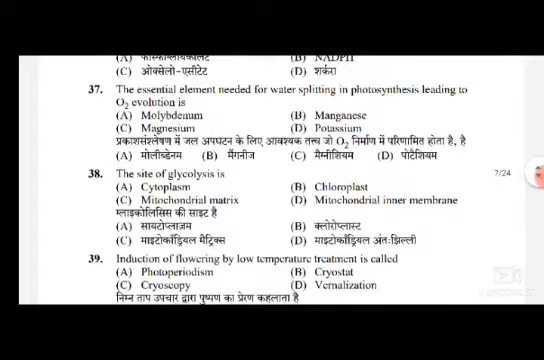 (A) फास्फोग्लायकोलेट (B) NADPH
(C) ओक्सेलो-एसीटेट (D) शर्करा
37. The essential element needed for water splitting in photosynthesis leading to
O2 evolution is
(A) Molybdenum (B) Manganese
(C) Magnesium (D) Potassium
प्रकाशसंश्लेषण में जल अपघटन के लिए आवश्यक तत्त्व जो O2 निर्माण में परिणामित होता है, है
(A) मोलीब्डेनम (B) मैंगनीज (C) मैग्नीशियम (D) पोटैशियम
38. The site of glycolysis is
7/24
(A) Cytoplasm (B) Chloroplast
(C) Mitochondrial matrix (D) Mitochondrial inner membrane
ग्लाइकोलिसिस की साइट है
(A) सायटोप्लाज़म (B) क्लोरोप्लास्ट
(C) माइटोकाँड्रियल मैट्रिक्स (D) माइटोकाँड्रियल अंतःझिल्ली
39. Induction of flowering by low temperature treatment is called
(A) Photoperiodism (B) Cryostat
(C) Cryoscopy (D) Vernalization
निम्न ताप उपचार द्वारा पुष्पण का प्रेरण कहलाता है